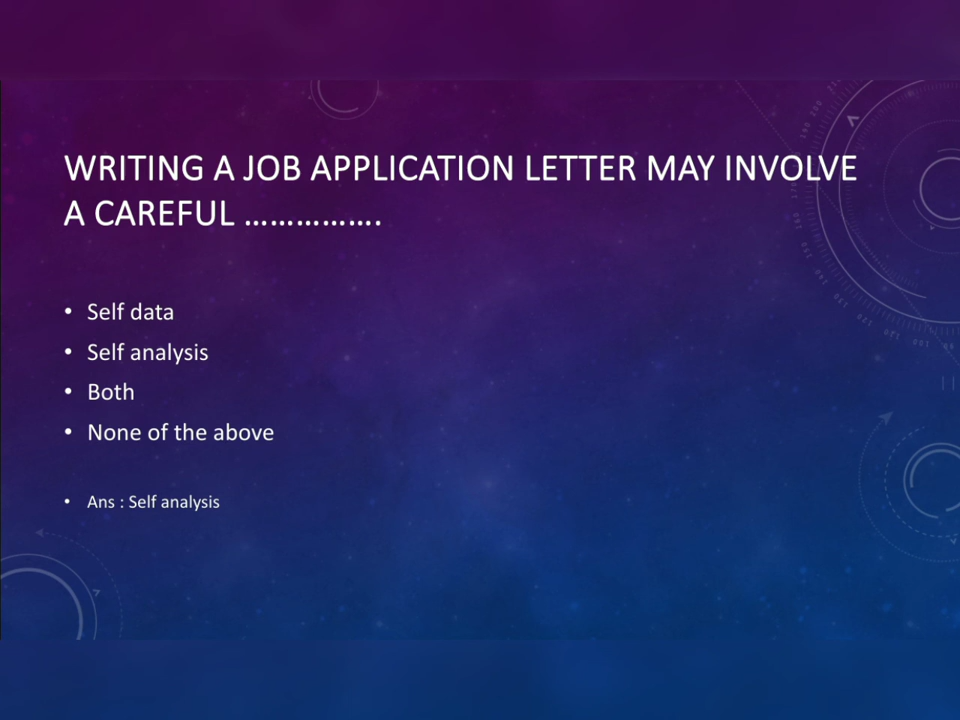 WRITING A JOB APPLICATION LETTER MAY INVOLVE
A CAREFUL …………….
• Self data
• Self analysis
• Both
• None of the above
• Ans : Self analysis